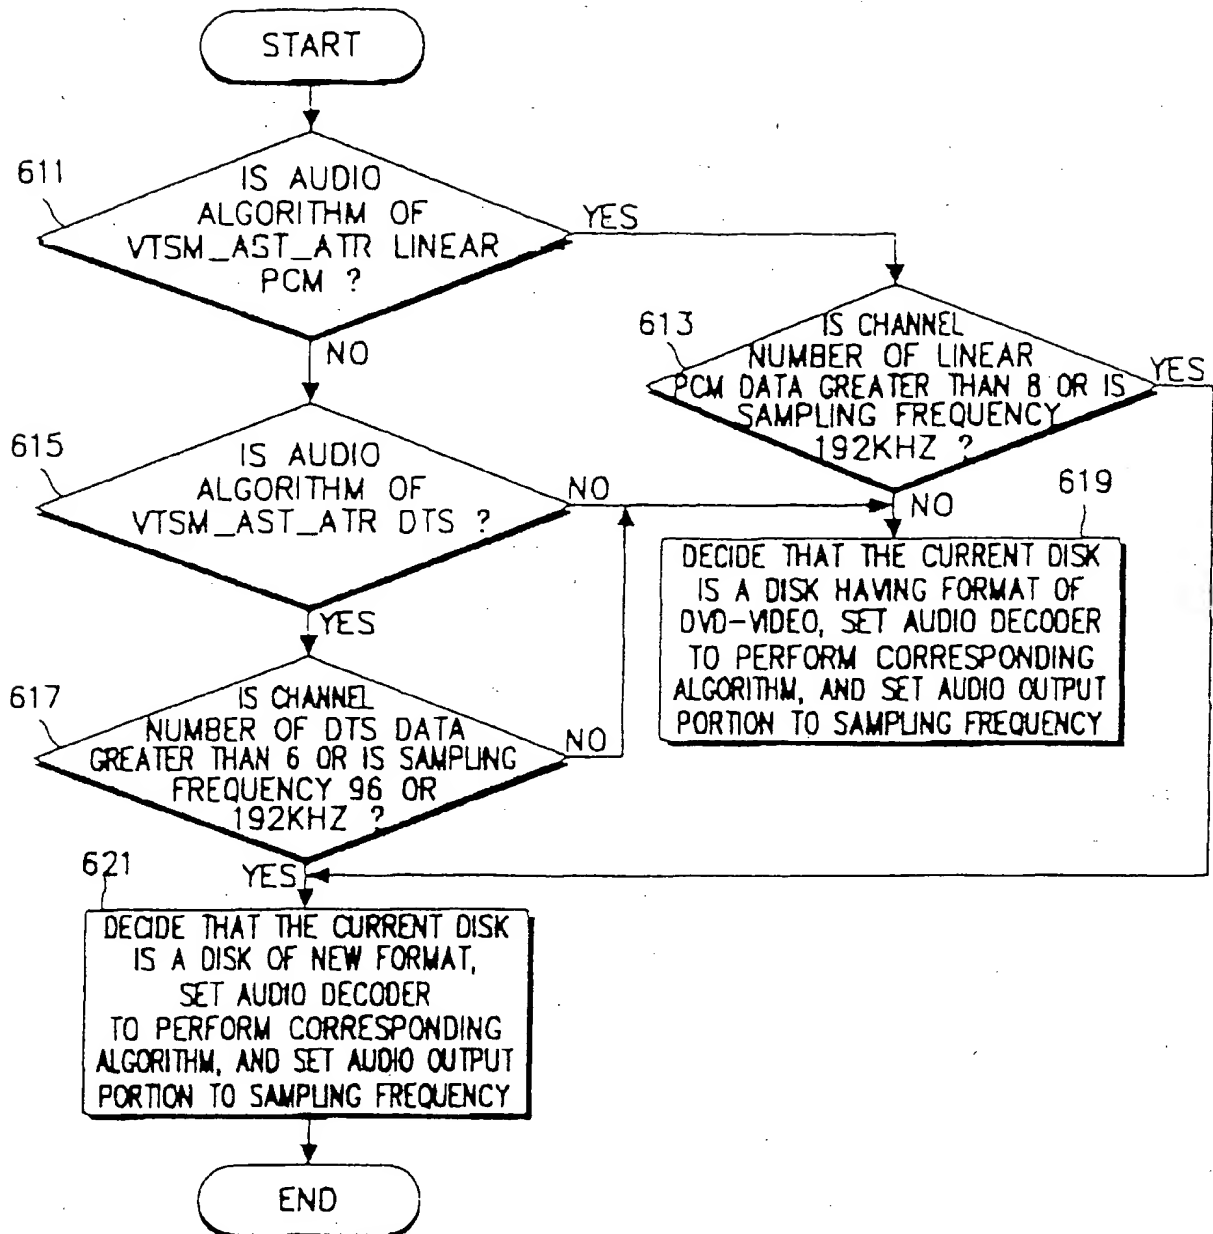 START
611
IS AUDIO
ALGORITHM OF
VTSM_AST_ATR LINEAR
PCM ?
YES
NO
613
IS CHANNEL
NUMBER OF LINEAR
PCM DATA GREATER THAN 8 OR IS
SAMPLING FREQUENCY
192KHZ ?
YES
NO
615
IS AUDIO
ALGORITHM OF
VTSM_AST_ATR DTS ?
NO
YES
619
DECIDE THAT THE CURRENT DISK
IS A DISK HAVING FORMAT OF
DVD-VIDEO, SET AUDIO DECODER
TO PERFORM CORRESPONDING
ALGORITHM, AND SET AUDIO OUTPUT
PORTION TO SAMPLING FREQUENCY
617
IS CHANNEL
NUMBER OF DTS DATA
GREATER THAN 6 OR IS SAMPLING
FREQUENCY 96 OR
192KHZ ?
NO
YES
621
DECIDE THAT THE CURRENT DISK
IS A DISK OF NEW FORMAT,
SET AUDIO DECODER
TO PERFORM CORRESPONDING
ALGORITHM, AND SET AUDIO OUTPUT
PORTION TO SAMPLING FREQUENCY
END